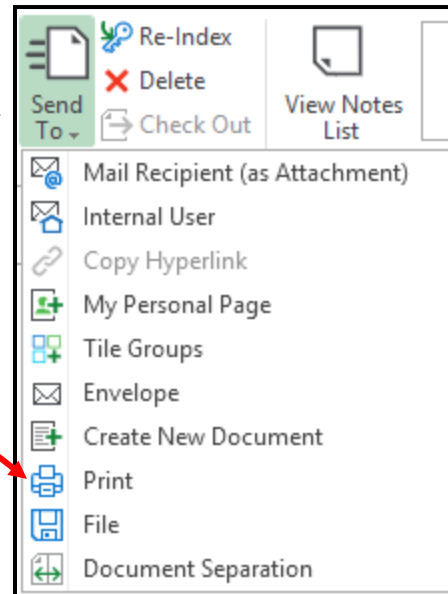 Send
To
Re-Index
Delete
Check Out
View Notes
List
Mail Recipient (as Attachment)
Internal User
Copy Hyperlink
My Personal Page
Tile Groups
Envelope
Create New Document
Print
File
Document Separation